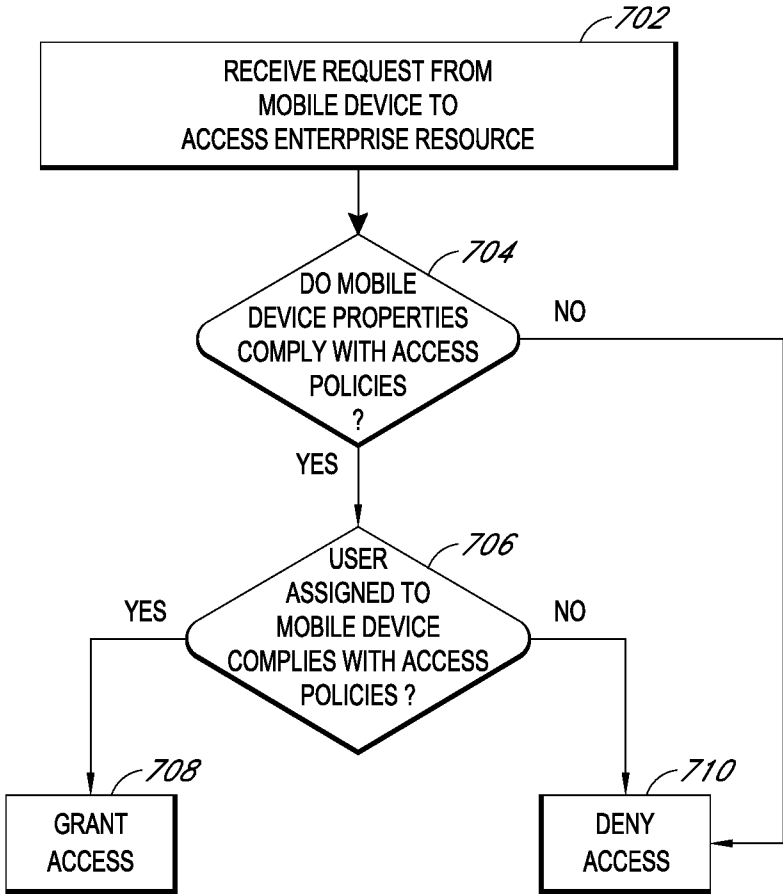 702
RECEIVE REQUEST FROM
MOBILE DEVICE TO
ACCESS ENTERPRISE RESOURCE
704
DO MOBILE
DEVICE PROPERTIES
COMPLY WITH ACCESS
POLICIES
?
NO
YES
706
USER
ASSIGNED TO
MOBILE DEVICE
COMPLIES WITH ACCESS
POLICIES ?
YES
NO
708
GRANT
ACCESS
710
DENY
ACCESS